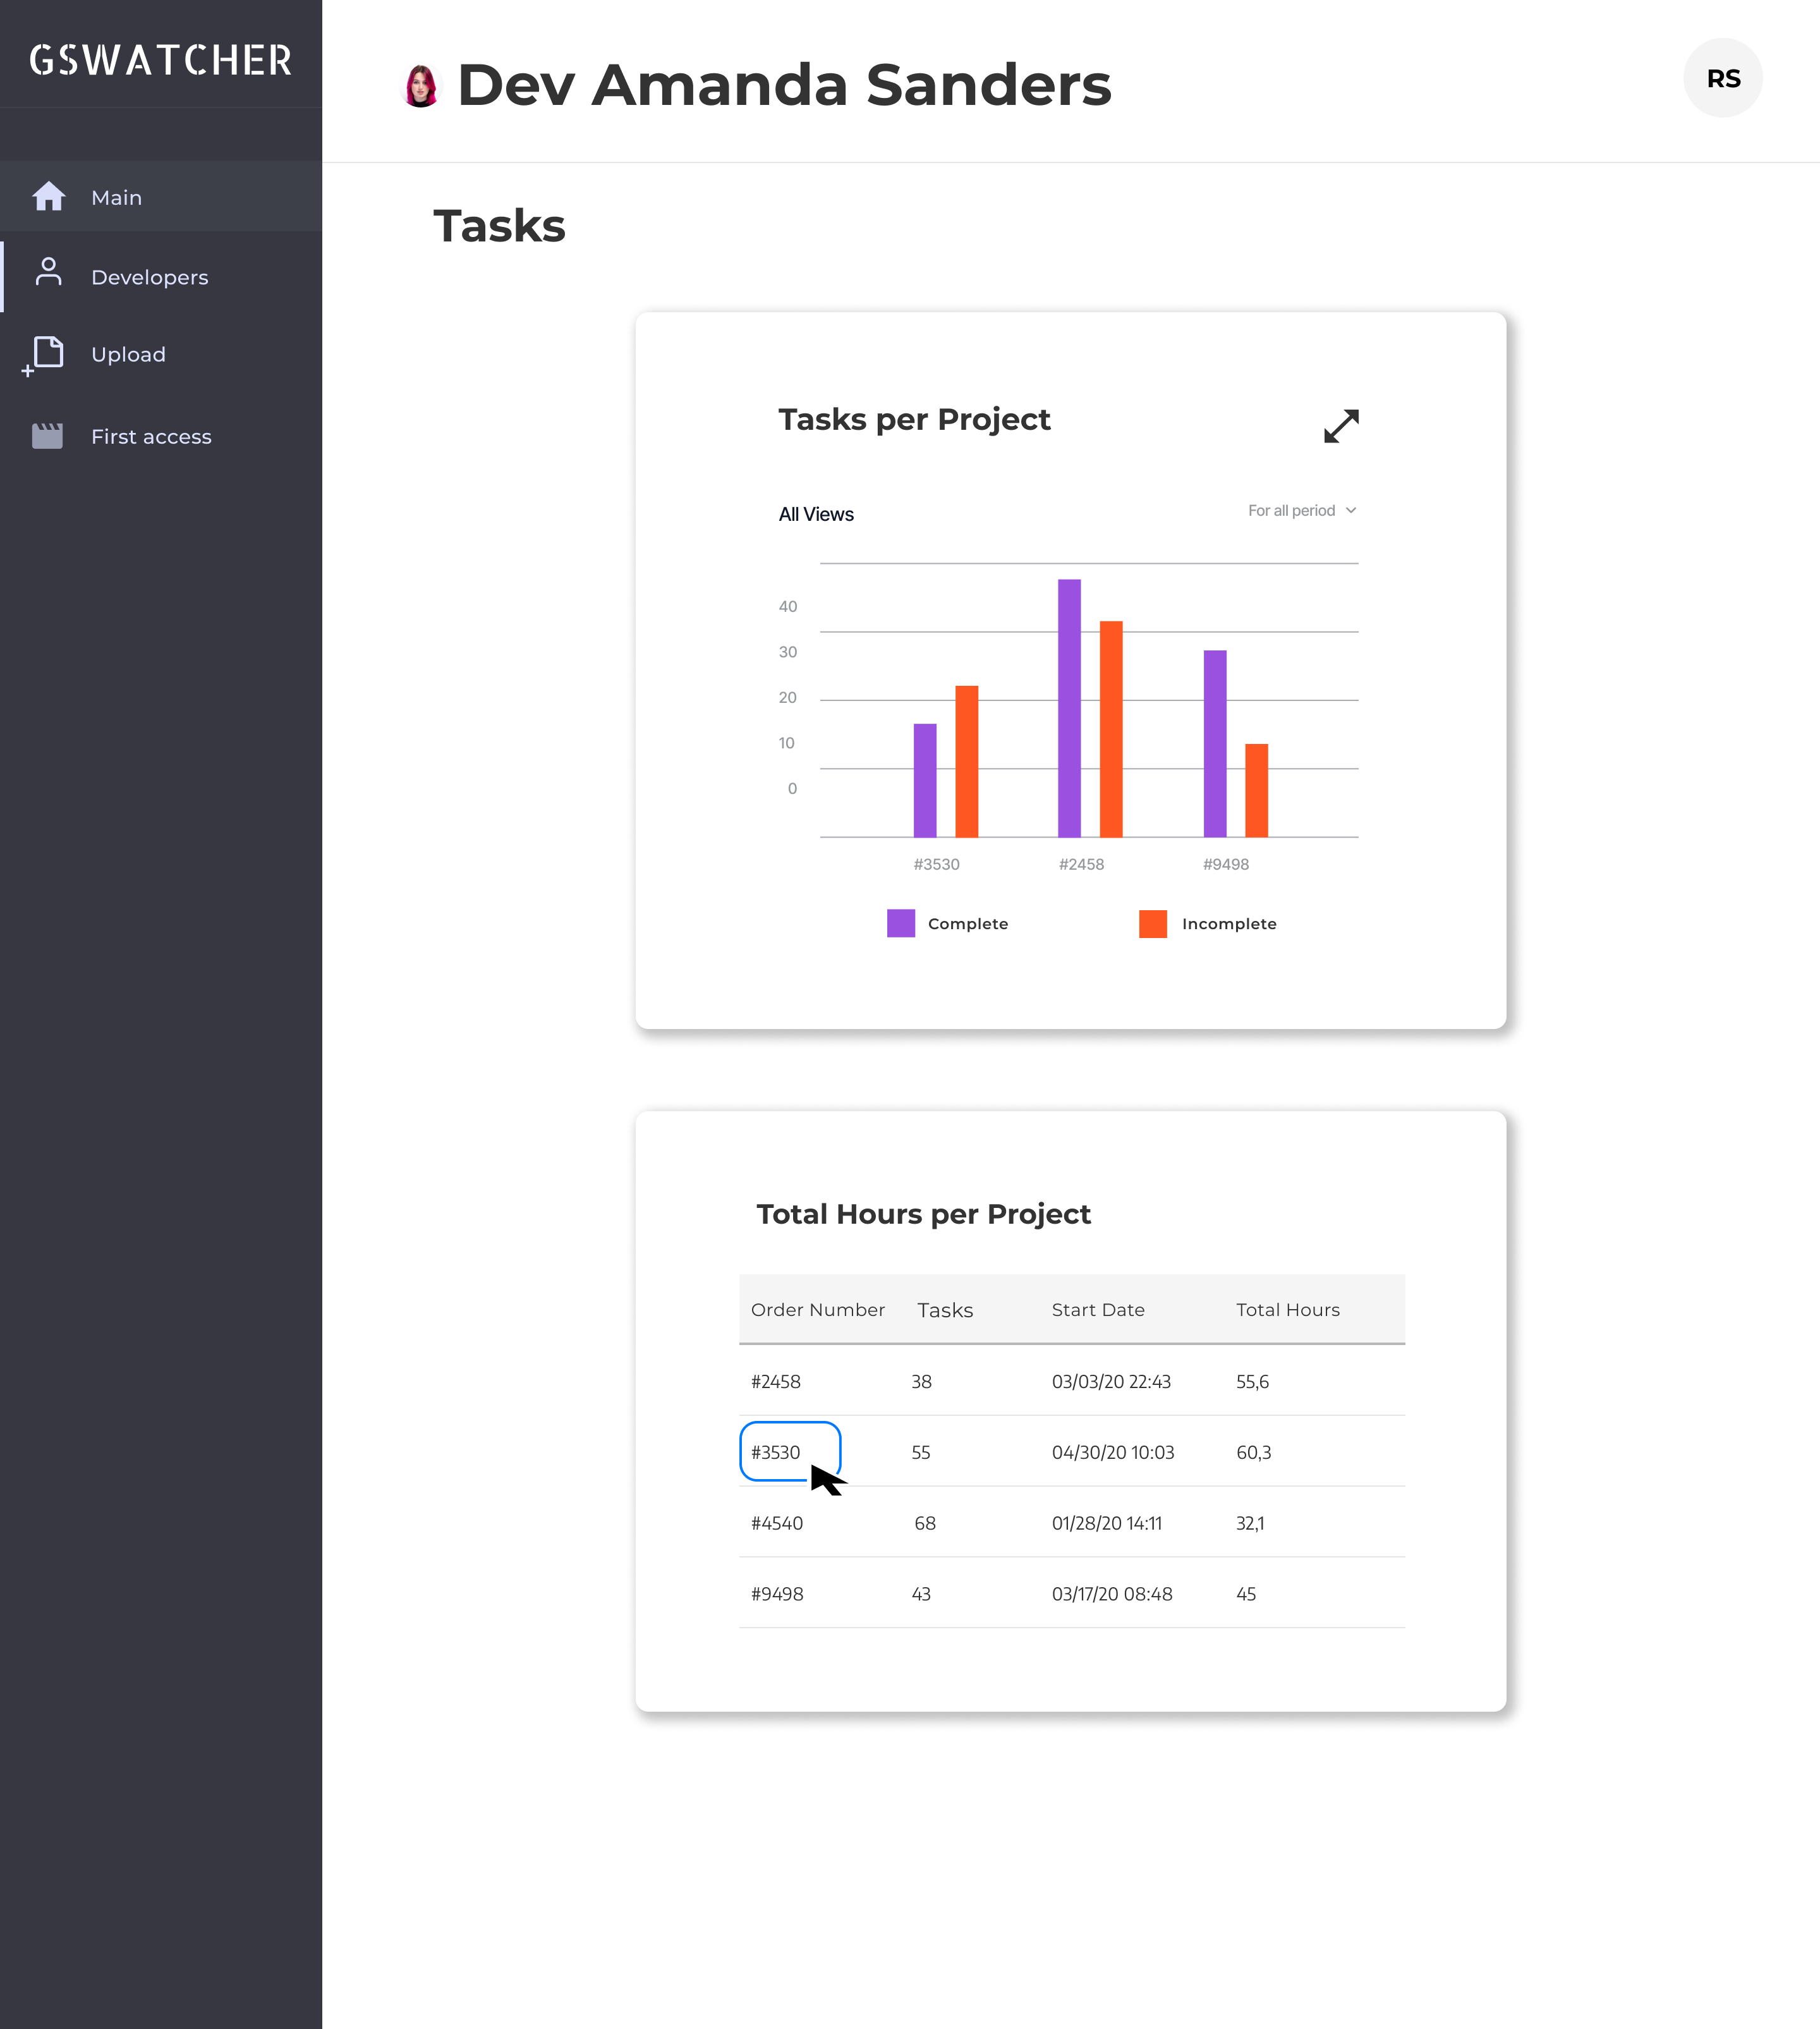 GSWATCHER
Dev Amanda Sanders
RS
Main
Developers
Upload
First access
Tasks
Tasks per Project
All Views
For all period
40
30
20
10
0
#3530 #2458 #9498
Complete Incomplete
Total Hours per Project
Order Number Tasks Start Date Total Hours
#2458 38 03/03/20 22:43 55,6
#3530 55 04/30/20 10:03 60,3
#4540 68 01/28/20 14:11 32,1
#9498 43 03/17/20 08:48 45